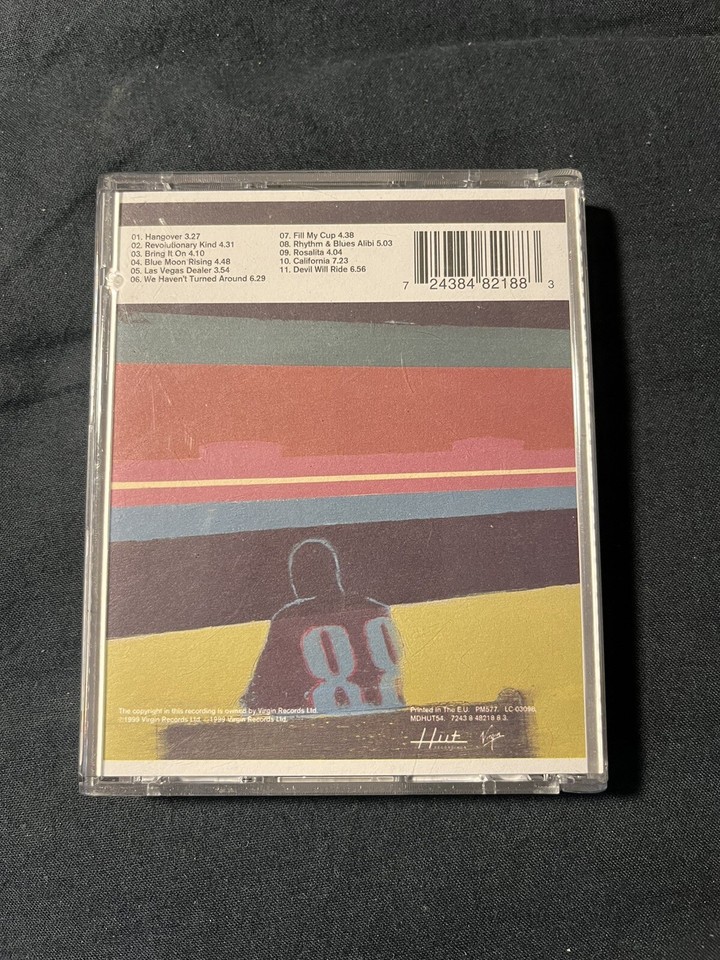 01. Hangover 3.27
02. Revolutionary Kind 4.31
03. Bring It On 4.10
04. Blue Moon Rising 4.48
05. Las Vegas Dealer 3.54
06. We Haven't Turned Around 6.29
07. Fill My Cup 4.38
08. Rhythm & Blues Alibi 5.03
09. Rosalita 4.04
10. California 7.23
11. Devil Will Ride 6.56
7 24384 82188 3
89
The copyright in this recording is owned by Virgin Records Ltd.
℗1999 Virgin Records Ltd. ©1999 Virgin Records Ltd.
Printed in The E.U. PM577. LC-03098.
MDHUT54. 7243 8 48218 8 3.
Hut
RECORDINGS
Virgin